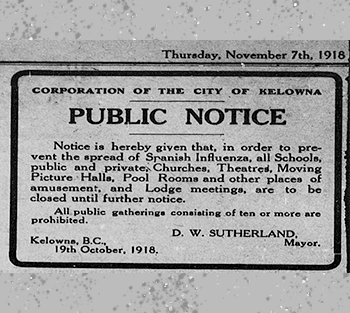 Thursday, November 7th, 1918
CORPORATION OF THE CITY OF KELOWNA
PUBLIC NOTICE
Notice is hereby given that, in order to pre-
vent the spread of Spanish Influenza, all Schools,
public and private, Churches, Theatres, Moving
Picture Halls, Pool Rooms and other places of
amusement, and Lodge meetings, are to be
closed until further notice.
All public gatherings consisting of ten or more are
prohibited.
D. W. SUTHERLAND,
Kelowna, B.C., Mayor.
19th October, 1918.